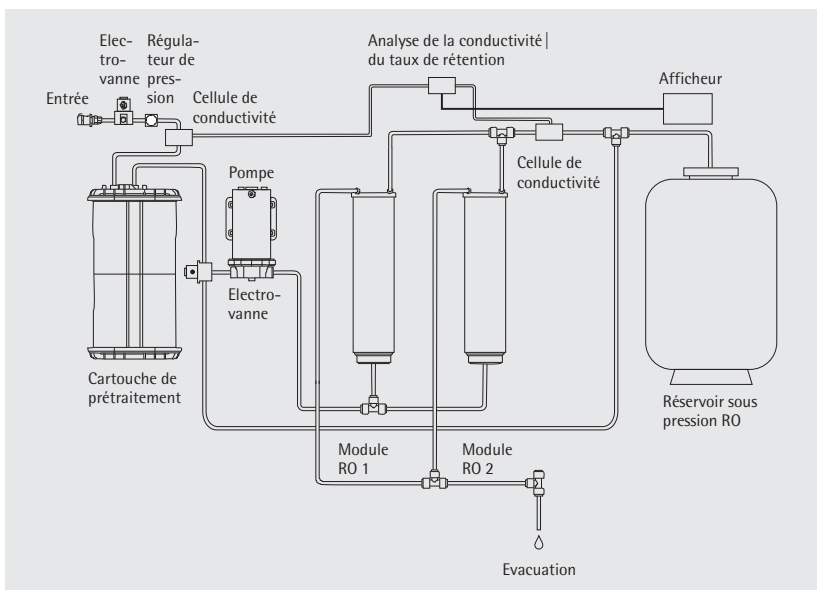 Elec-
tro-
vanne
Régula-
teur de
pres-
sion
Entrée
Cellule de
conductivité
Analyse de la conductivité|
du taux de rétention
Afficheur
Pompe
Cellule de
conductivité
Electro-
vanne
Cartouche de
prétraitement
Réservoir sous
pression RO
Module
RO 1
Module
RO 2
Evacuation